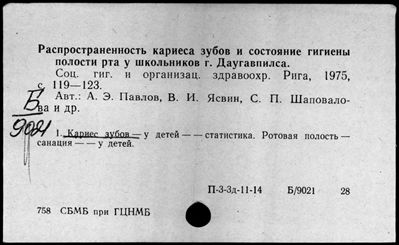 Распространенность кариеса зубов и состояние гигиены
полости рта у школьников г. Даугавпилса.
Соц. гиг. и организац. здравоохр. Рига, 1975,
с. 119—123.
Авт.: А. Э. Павлов, В. И. Ясвин, С. П. Шаповало-
ва и др.
Б
9021
1. Кариес зубов — у детей — — статистика. Ротовая полость —
санация — — у детей.
П-3-3д-11-14 Б/9021 28
758 СБМБ при ГЦНМБ